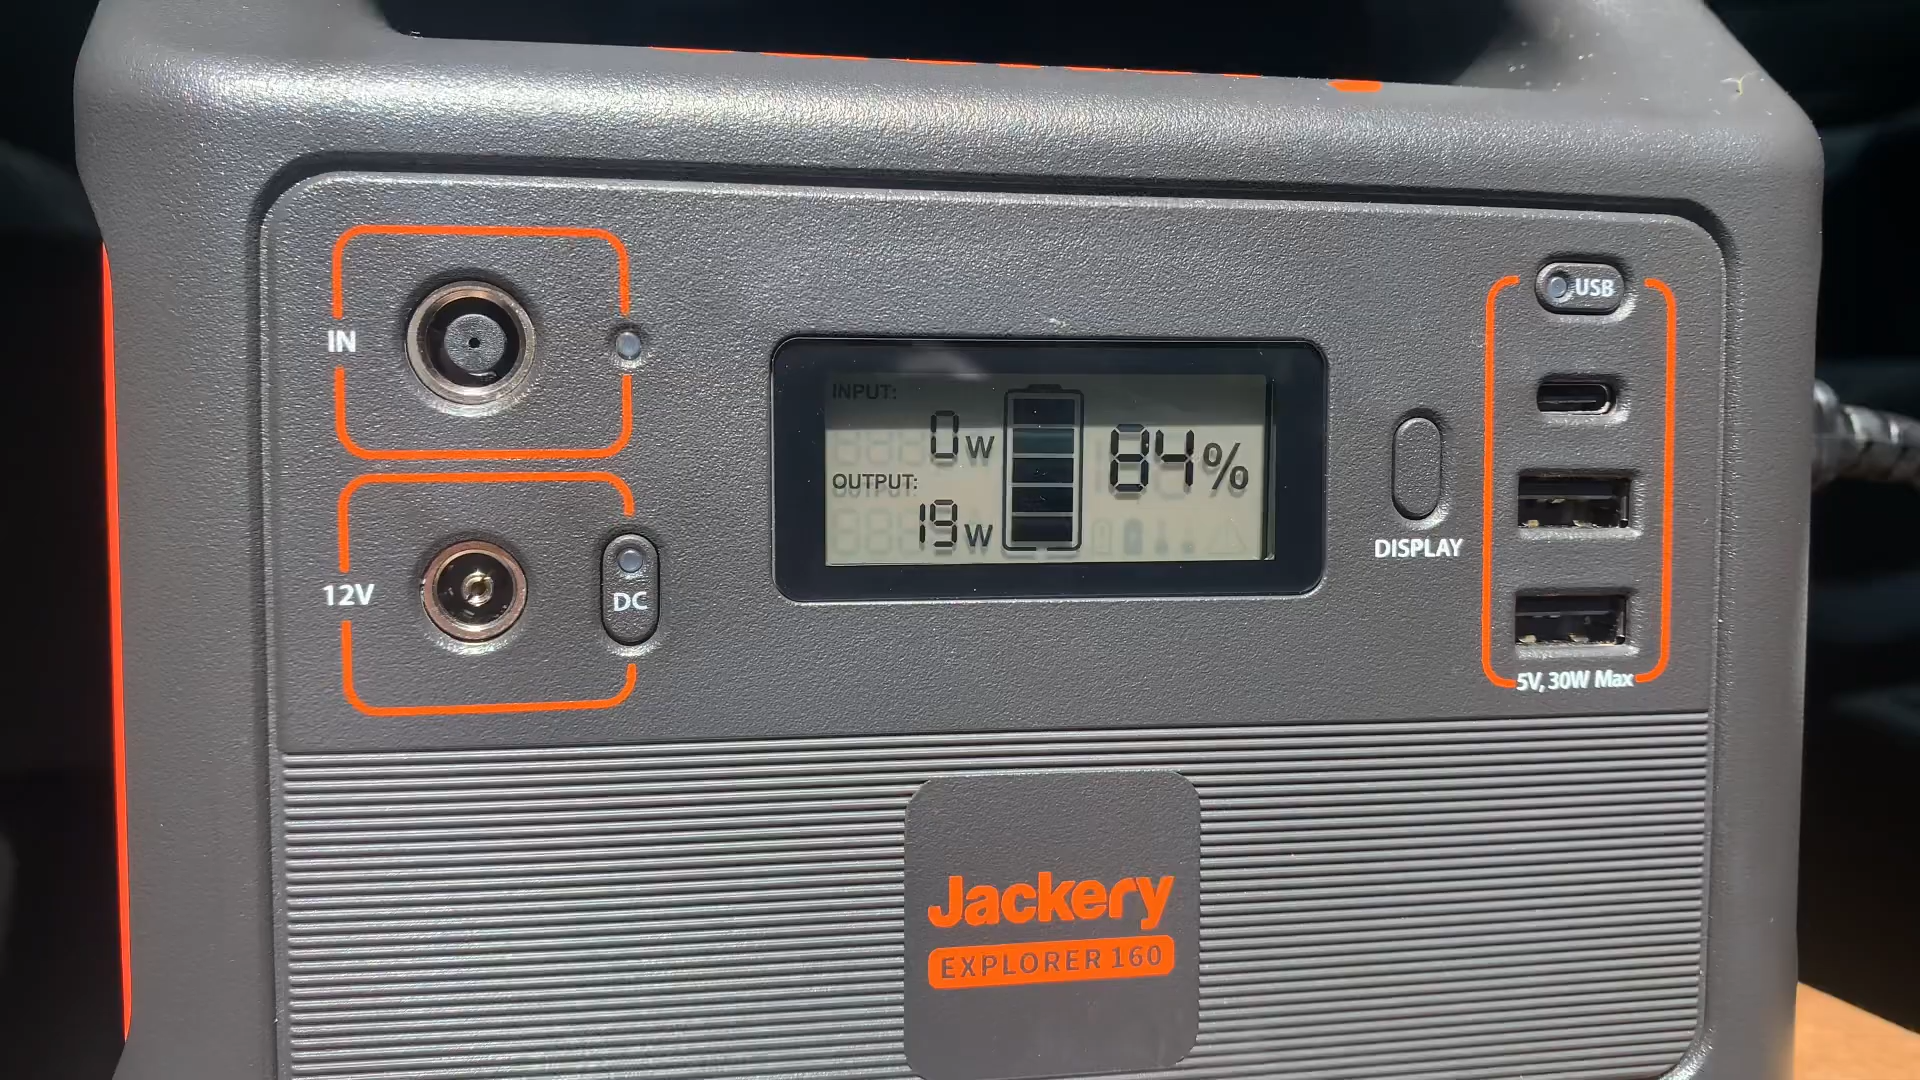 IN
12V
DC
INPUT:
0W
OUTPUT:
19W
84%
DISPLAY
USB
5V, 30W Max
Jackery
EXPLORER 160